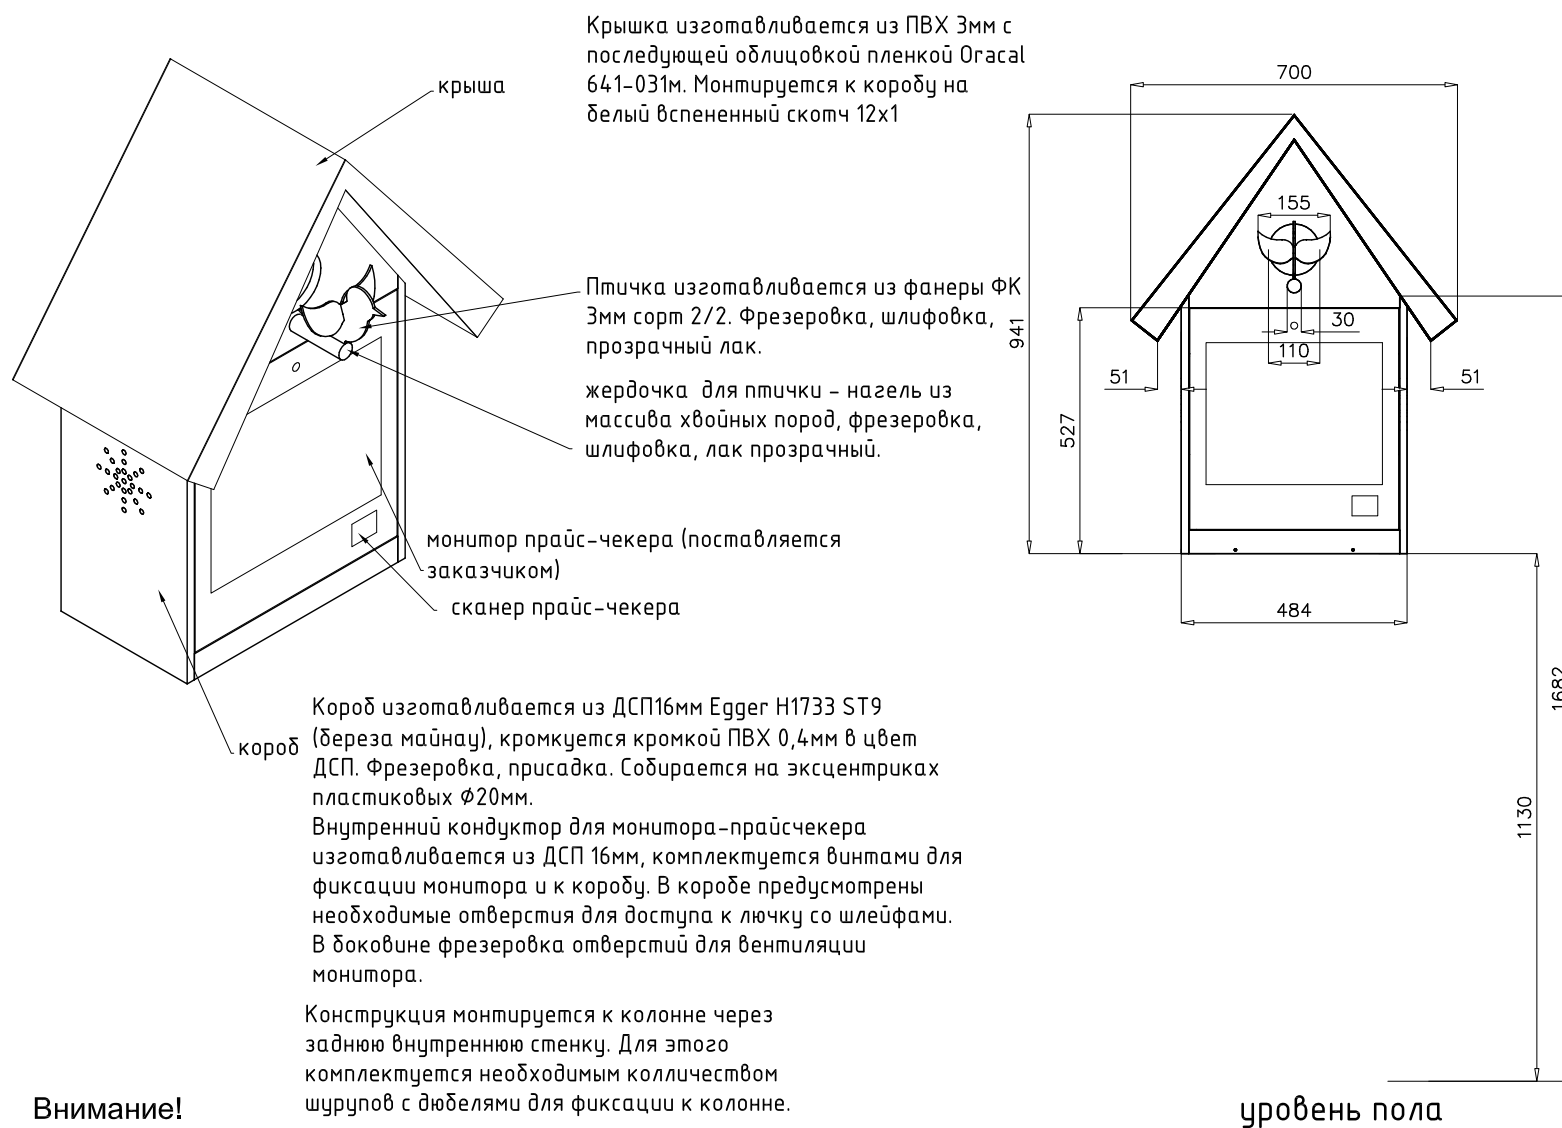 Крышка изготавливается из ПВХ 3мм с
последующей облицовкой пленкой Oracal
641-031м. Монтируется к коробу на
белый вспененный скотч 12х1
крыша
Птичка изготавливается из фанеры ФК
3мм сорт 2/2. Фрезеровка, шлифовка,
прозрачный лак.
жердочка для птички - нагель из
массива хвойных пород, фрезеровка,
шлифовка, лак прозрачный.
монитор прайс-чекера (поставляется
заказчиком)
сканер прайс-чекера
короб
Короб изготавливается из ДСП16мм Egger H1733 ST9
(береза майнау), кромкуется кромкой ПВХ 0,4мм в цвет
ДСП. Фрезеровка, присадка. Собирается на эксцентриках
пластиковых Ø20мм.
Внутренний кондуктор для монитора-прайсчекера
изготавливается из ДСП 16мм, комплектуется винтами для
фиксации монитора и к коробу. В коробе предусмотрены
необходимые отверстия для доступа к лючку со шлейфами.
В боковине фрезеровка отверстий для вентиляции
монитора.
Конструкция монтируется к колонне через
заднюю внутреннюю стенку. Для этого
комплектуется необходимым колличеством
шурупов с дюбелями для фиксации к колонне.
Внимание!
700
155
941
30
110
51
51
527
484
1682
1130
уровень пола